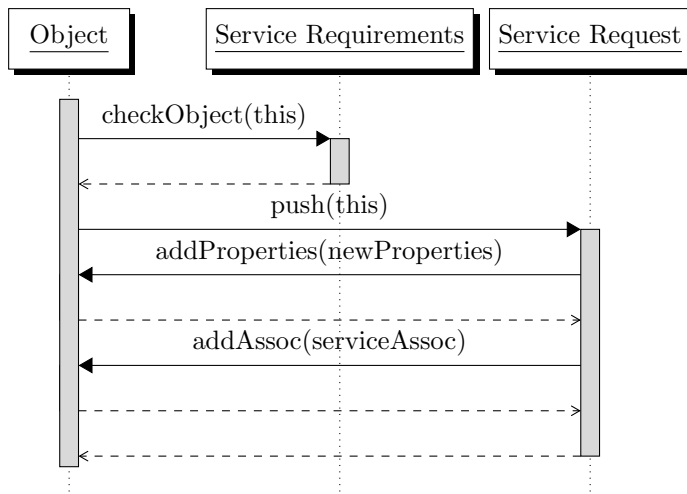 Object
Service Requirements
Service Request
checkObject(this)
push(this)
addProperties(newProperties)
addAssoc(serviceAssoc)